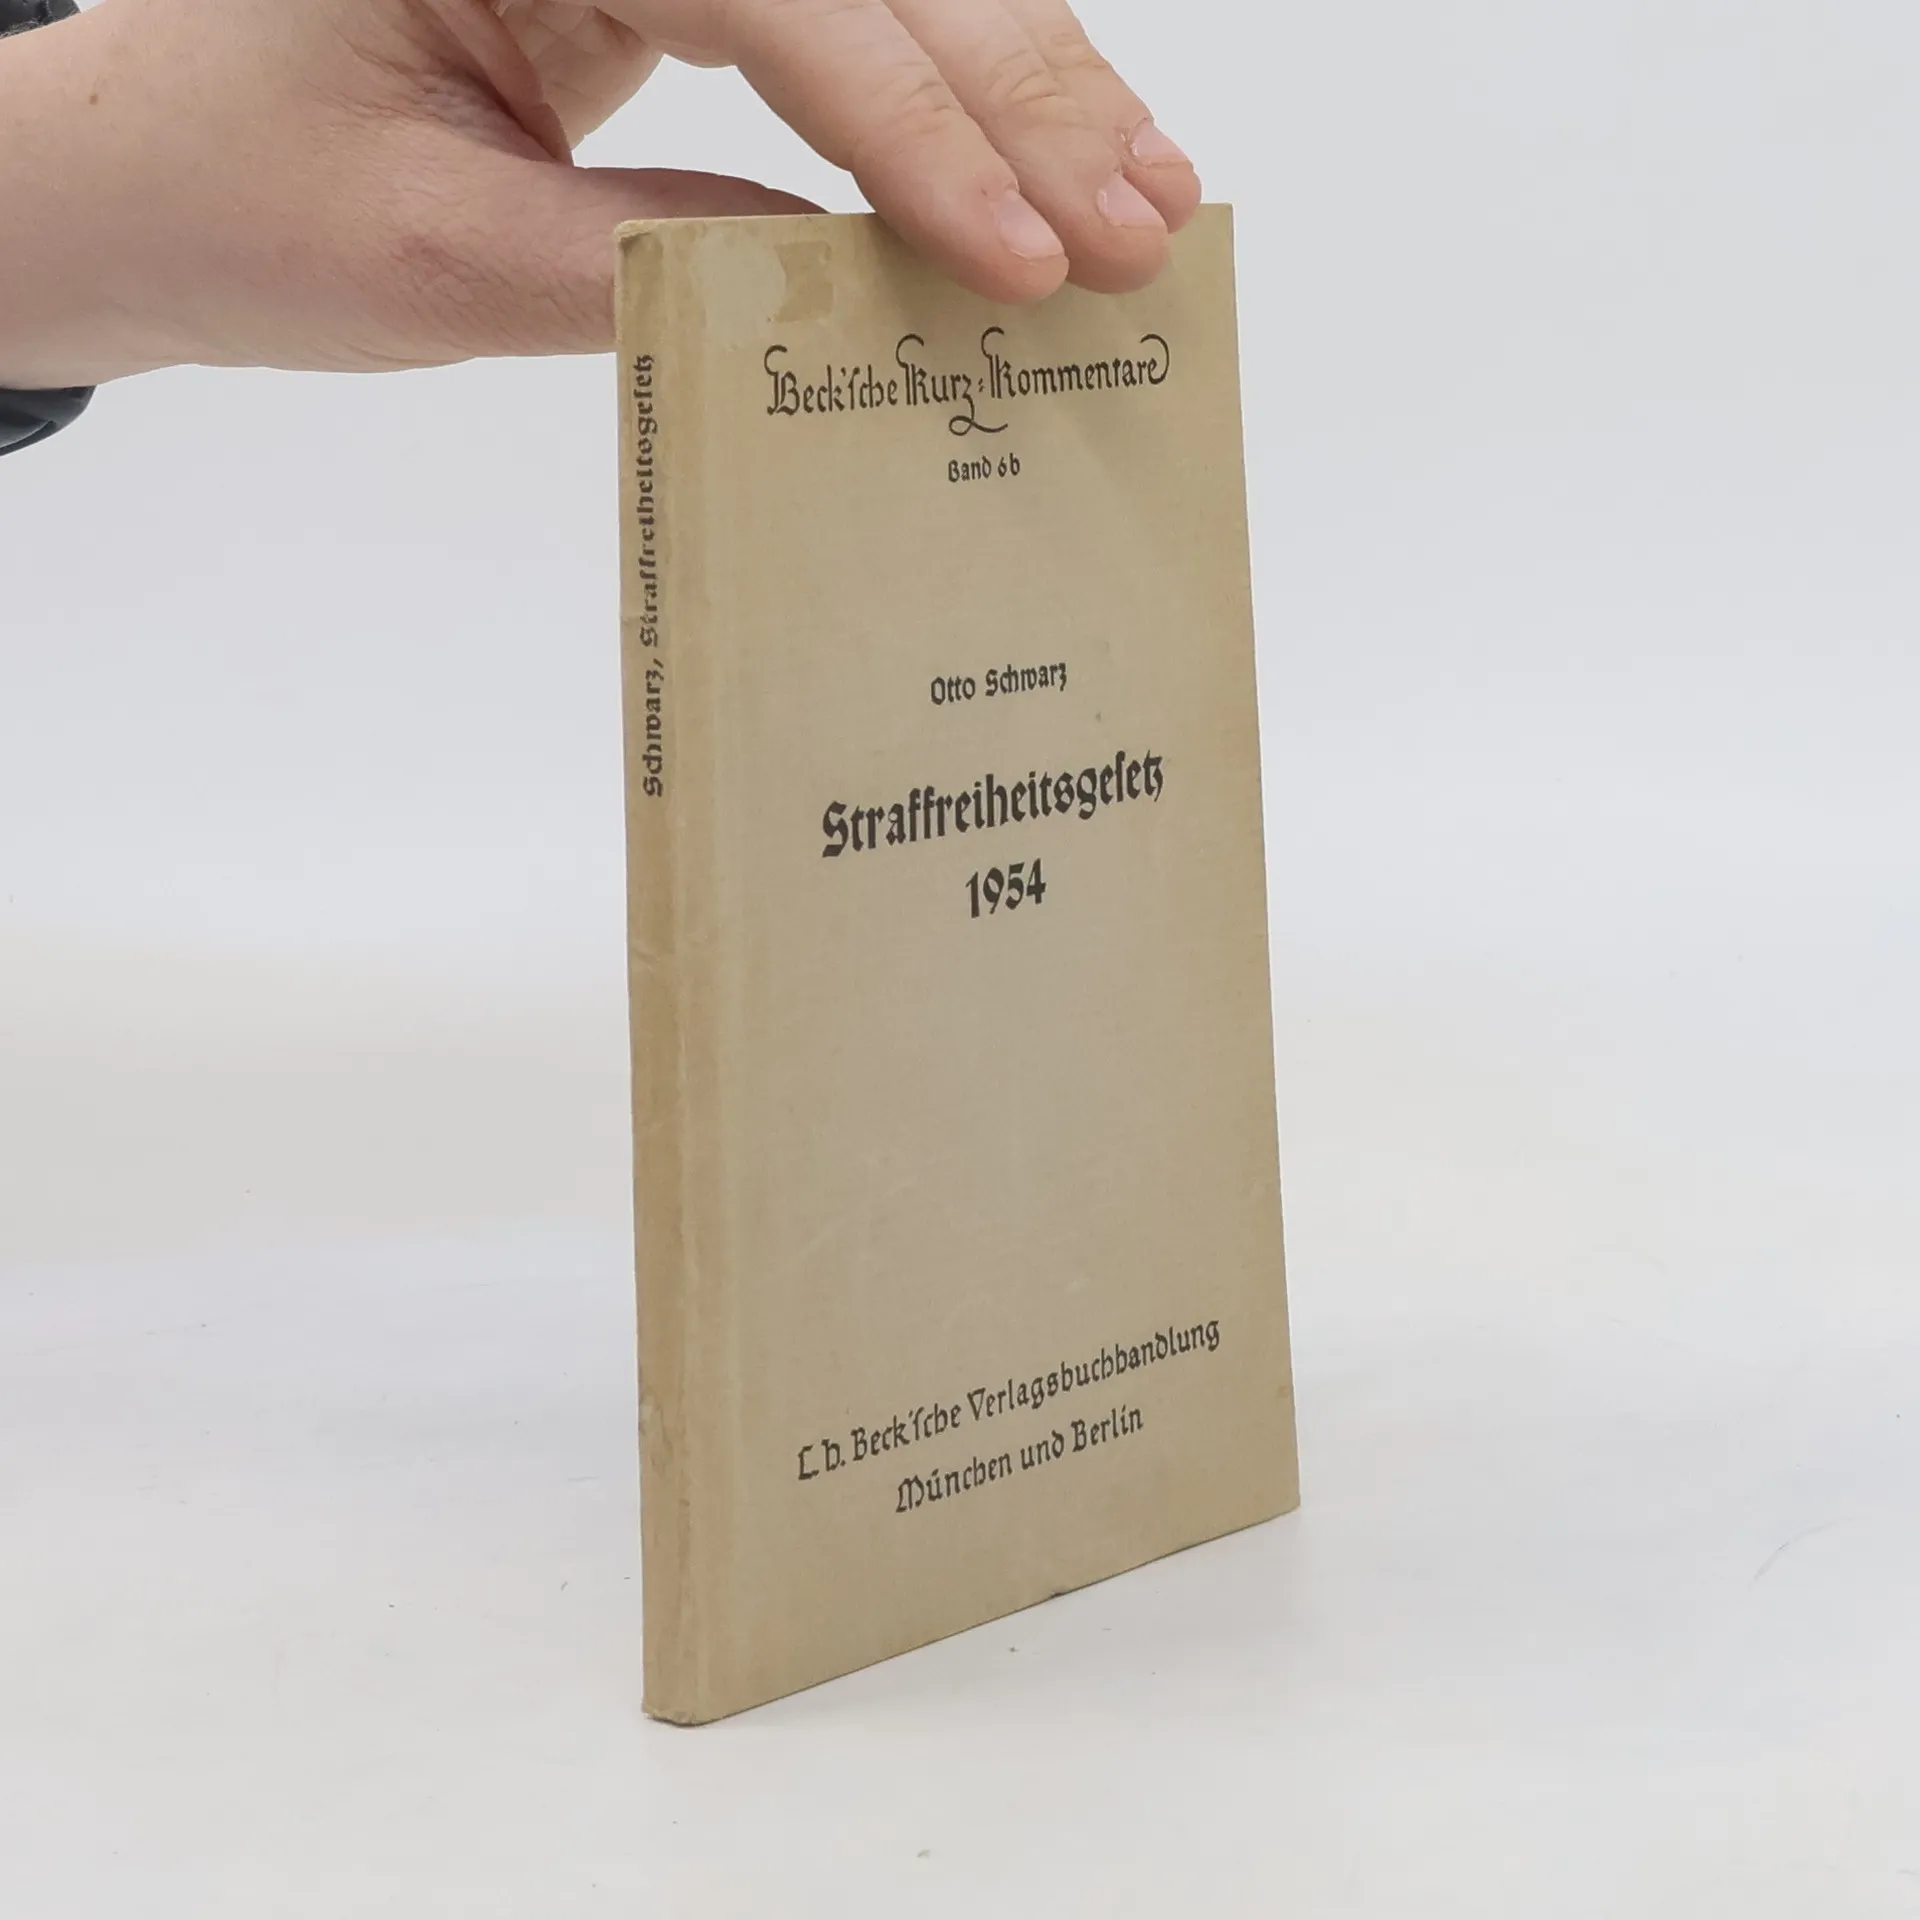 Beck'sche Kurz-Kommentare
Band 6b
Otto Schwarz
Straffreiheitsgesetz
1954
C.H. Beck'sche Verlagsbuchhandlung
München und Berlin
Schwarz, Straffreiheitsgesetz